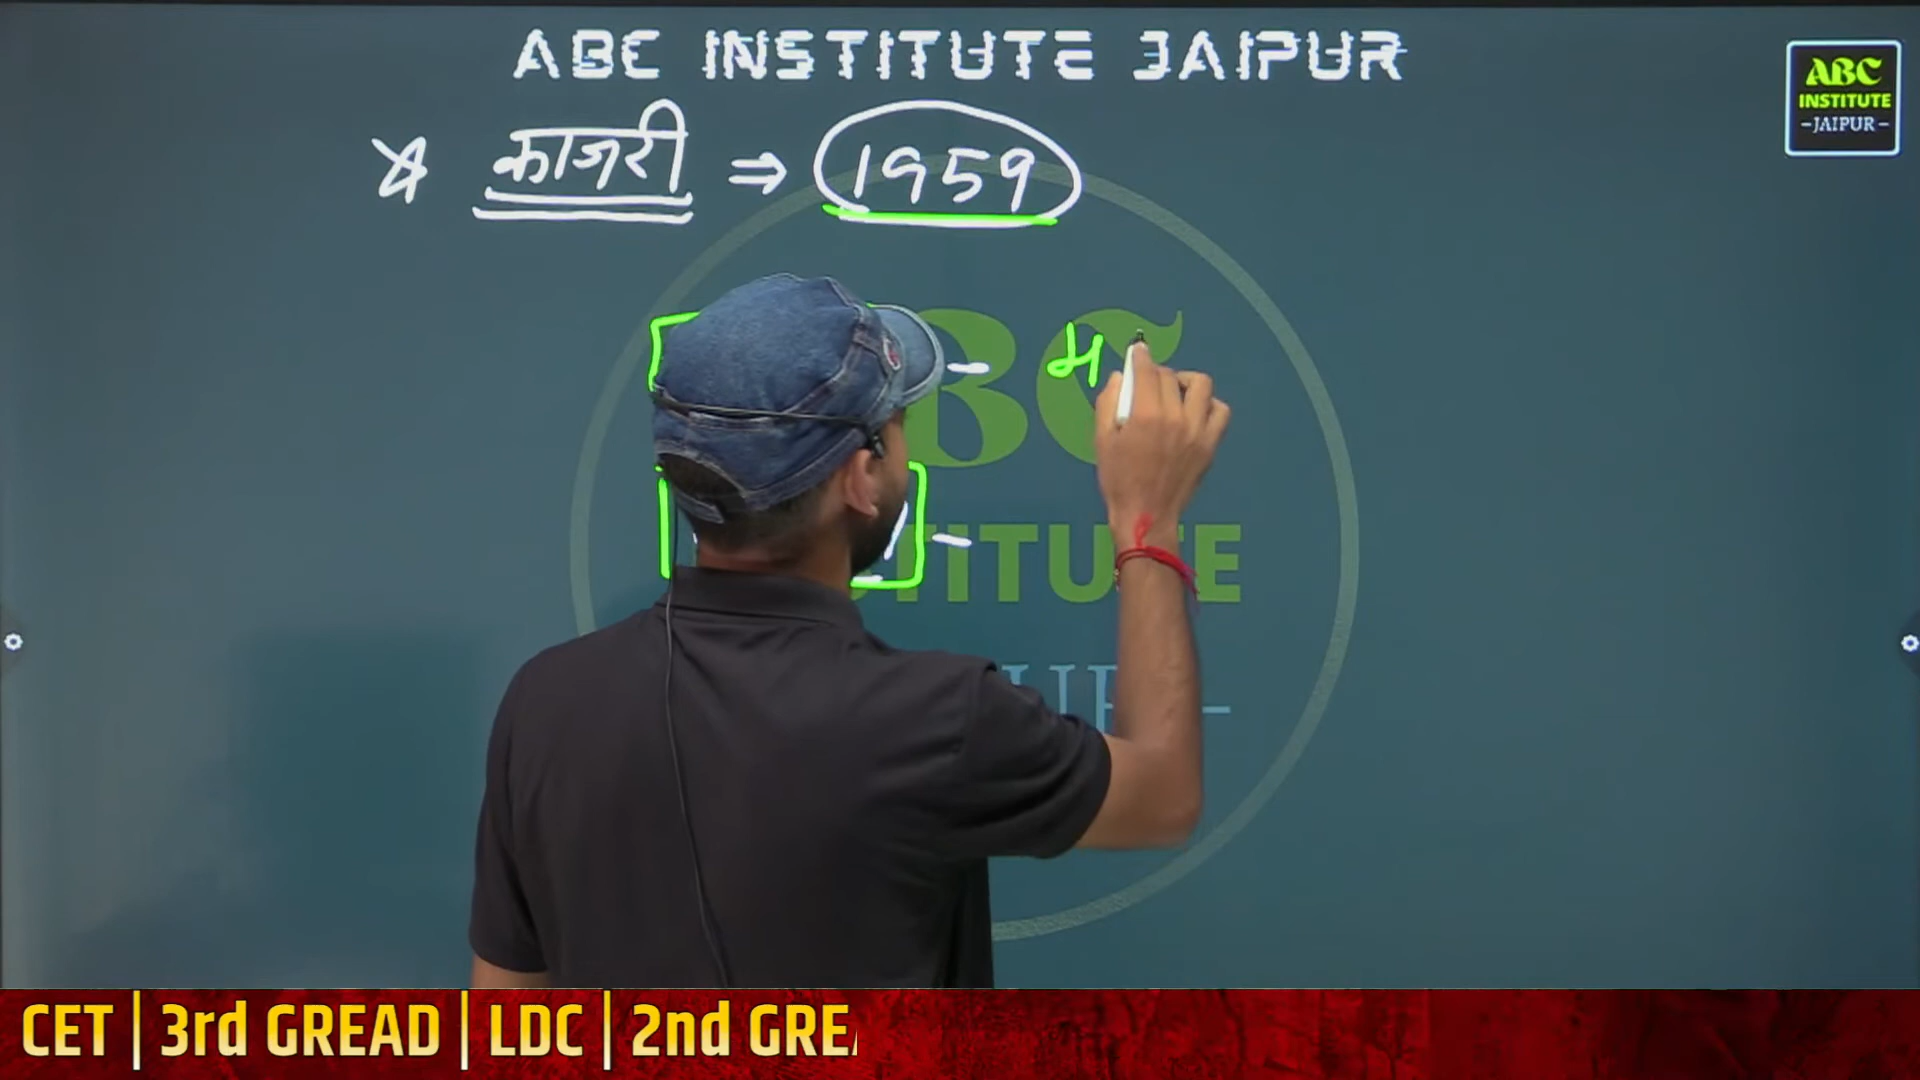 ABC INSTITUTE JAIPUR
ABC
INSTITUTE
–JAIPUR–
* काजरी ⇒ 1959
–
म
–
CET | 3rd GREAD | LDC | 2nd GRE